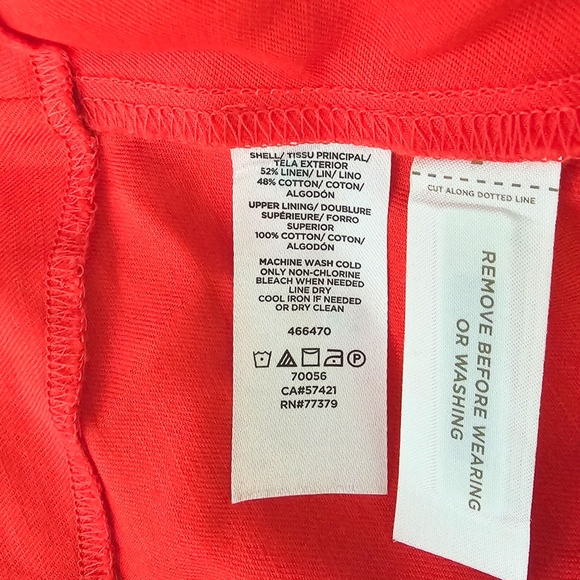 SHELL/ TISSU PRINCIPAL/
TELA EXTERIOR
52% LINEN/ LIN/ LINO
48% COTTON/ COTON/
ALGODÓN
UPPER LINING/ DOUBLURE
SUPÉRIEURE/ FORRO
SUPERIOR
100% COTTON/ COTON/
ALGODÓN
MACHINE WASH COLD
ONLY NON-CHLORINE
BLEACH WHEN NEEDED
LINE DRY
COOL IRON IF NEEDED
OR DRY CLEAN
466470
P
70056
CA#57421
RN#77379
CUT ALONG DOTTED LINE
REMOVE BEFORE WEARING
OR WASHING